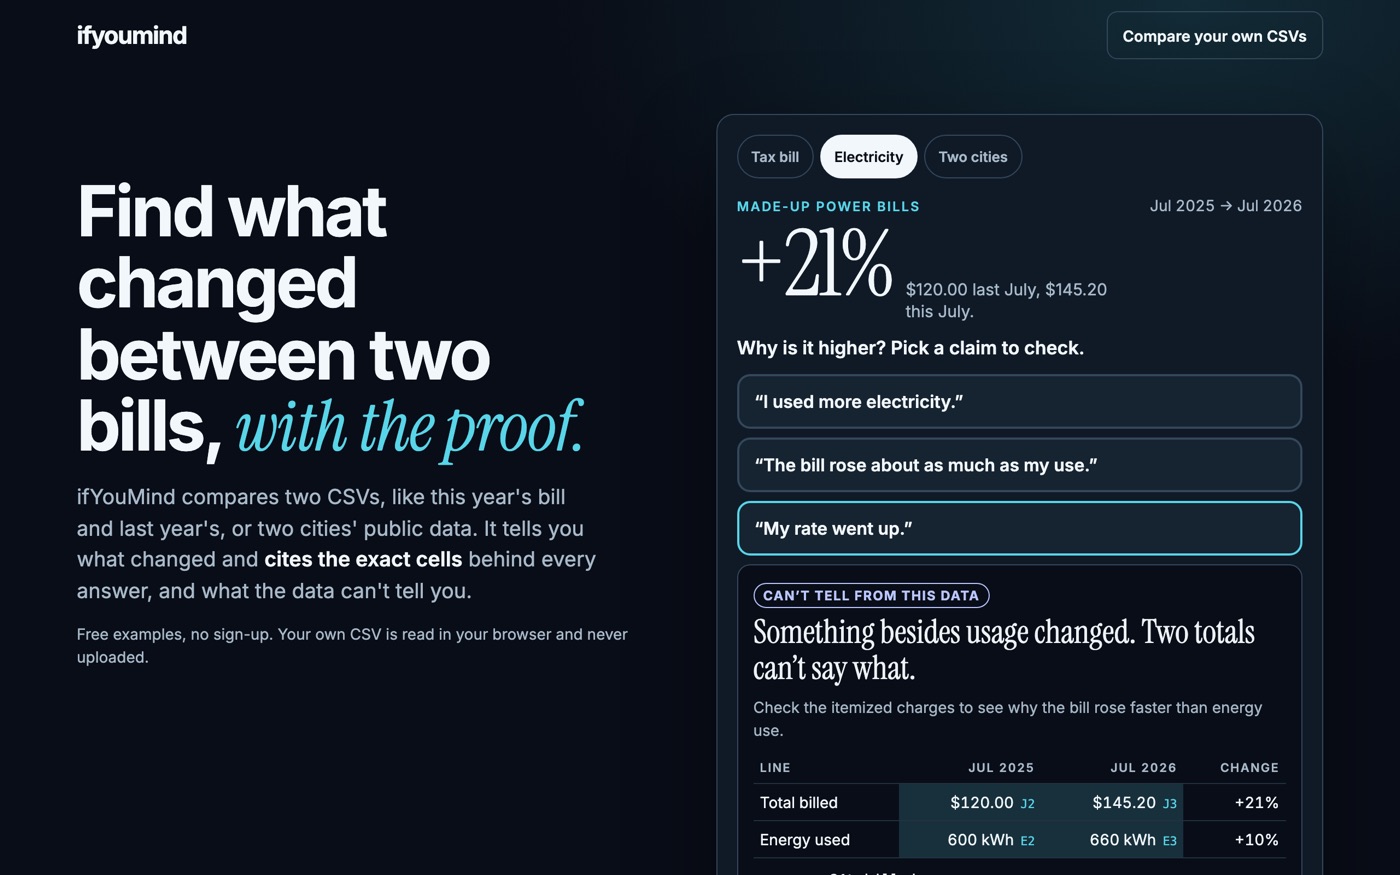 ifyoumind
Compare your own CSVs
Find what
changed
between two
bills, with the proof.
ifYouMind compares two CSVs, like this year's bill
and last year's, or two cities' public data. It tells you
what changed and cites the exact cells behind every
answer, and what the data can't tell you.
Free examples, no sign-up. Your own CSV is read in your browser and never
uploaded.
Tax bill
Electricity
Two cities
MADE-UP POWER BILLS
Jul 2025 → Jul 2026
+21%
$120.00 last July, $145.20
this July.
Why is it higher? Pick a claim to check.
“I used more electricity.”
“The bill rose about as much as my use.”
“My rate went up.”
CAN’T TELL FROM THIS DATA
Something besides usage changed. Two totals
can’t say what.
Check the itemized charges to see why the bill rose faster than energy
use.
LINE JUL 2025 JUL 2026 CHANGE
Total billed $120.00 J2 $145.20 J3 +21%
Energy used 600 kWh E2 660 kWh E3 +10%